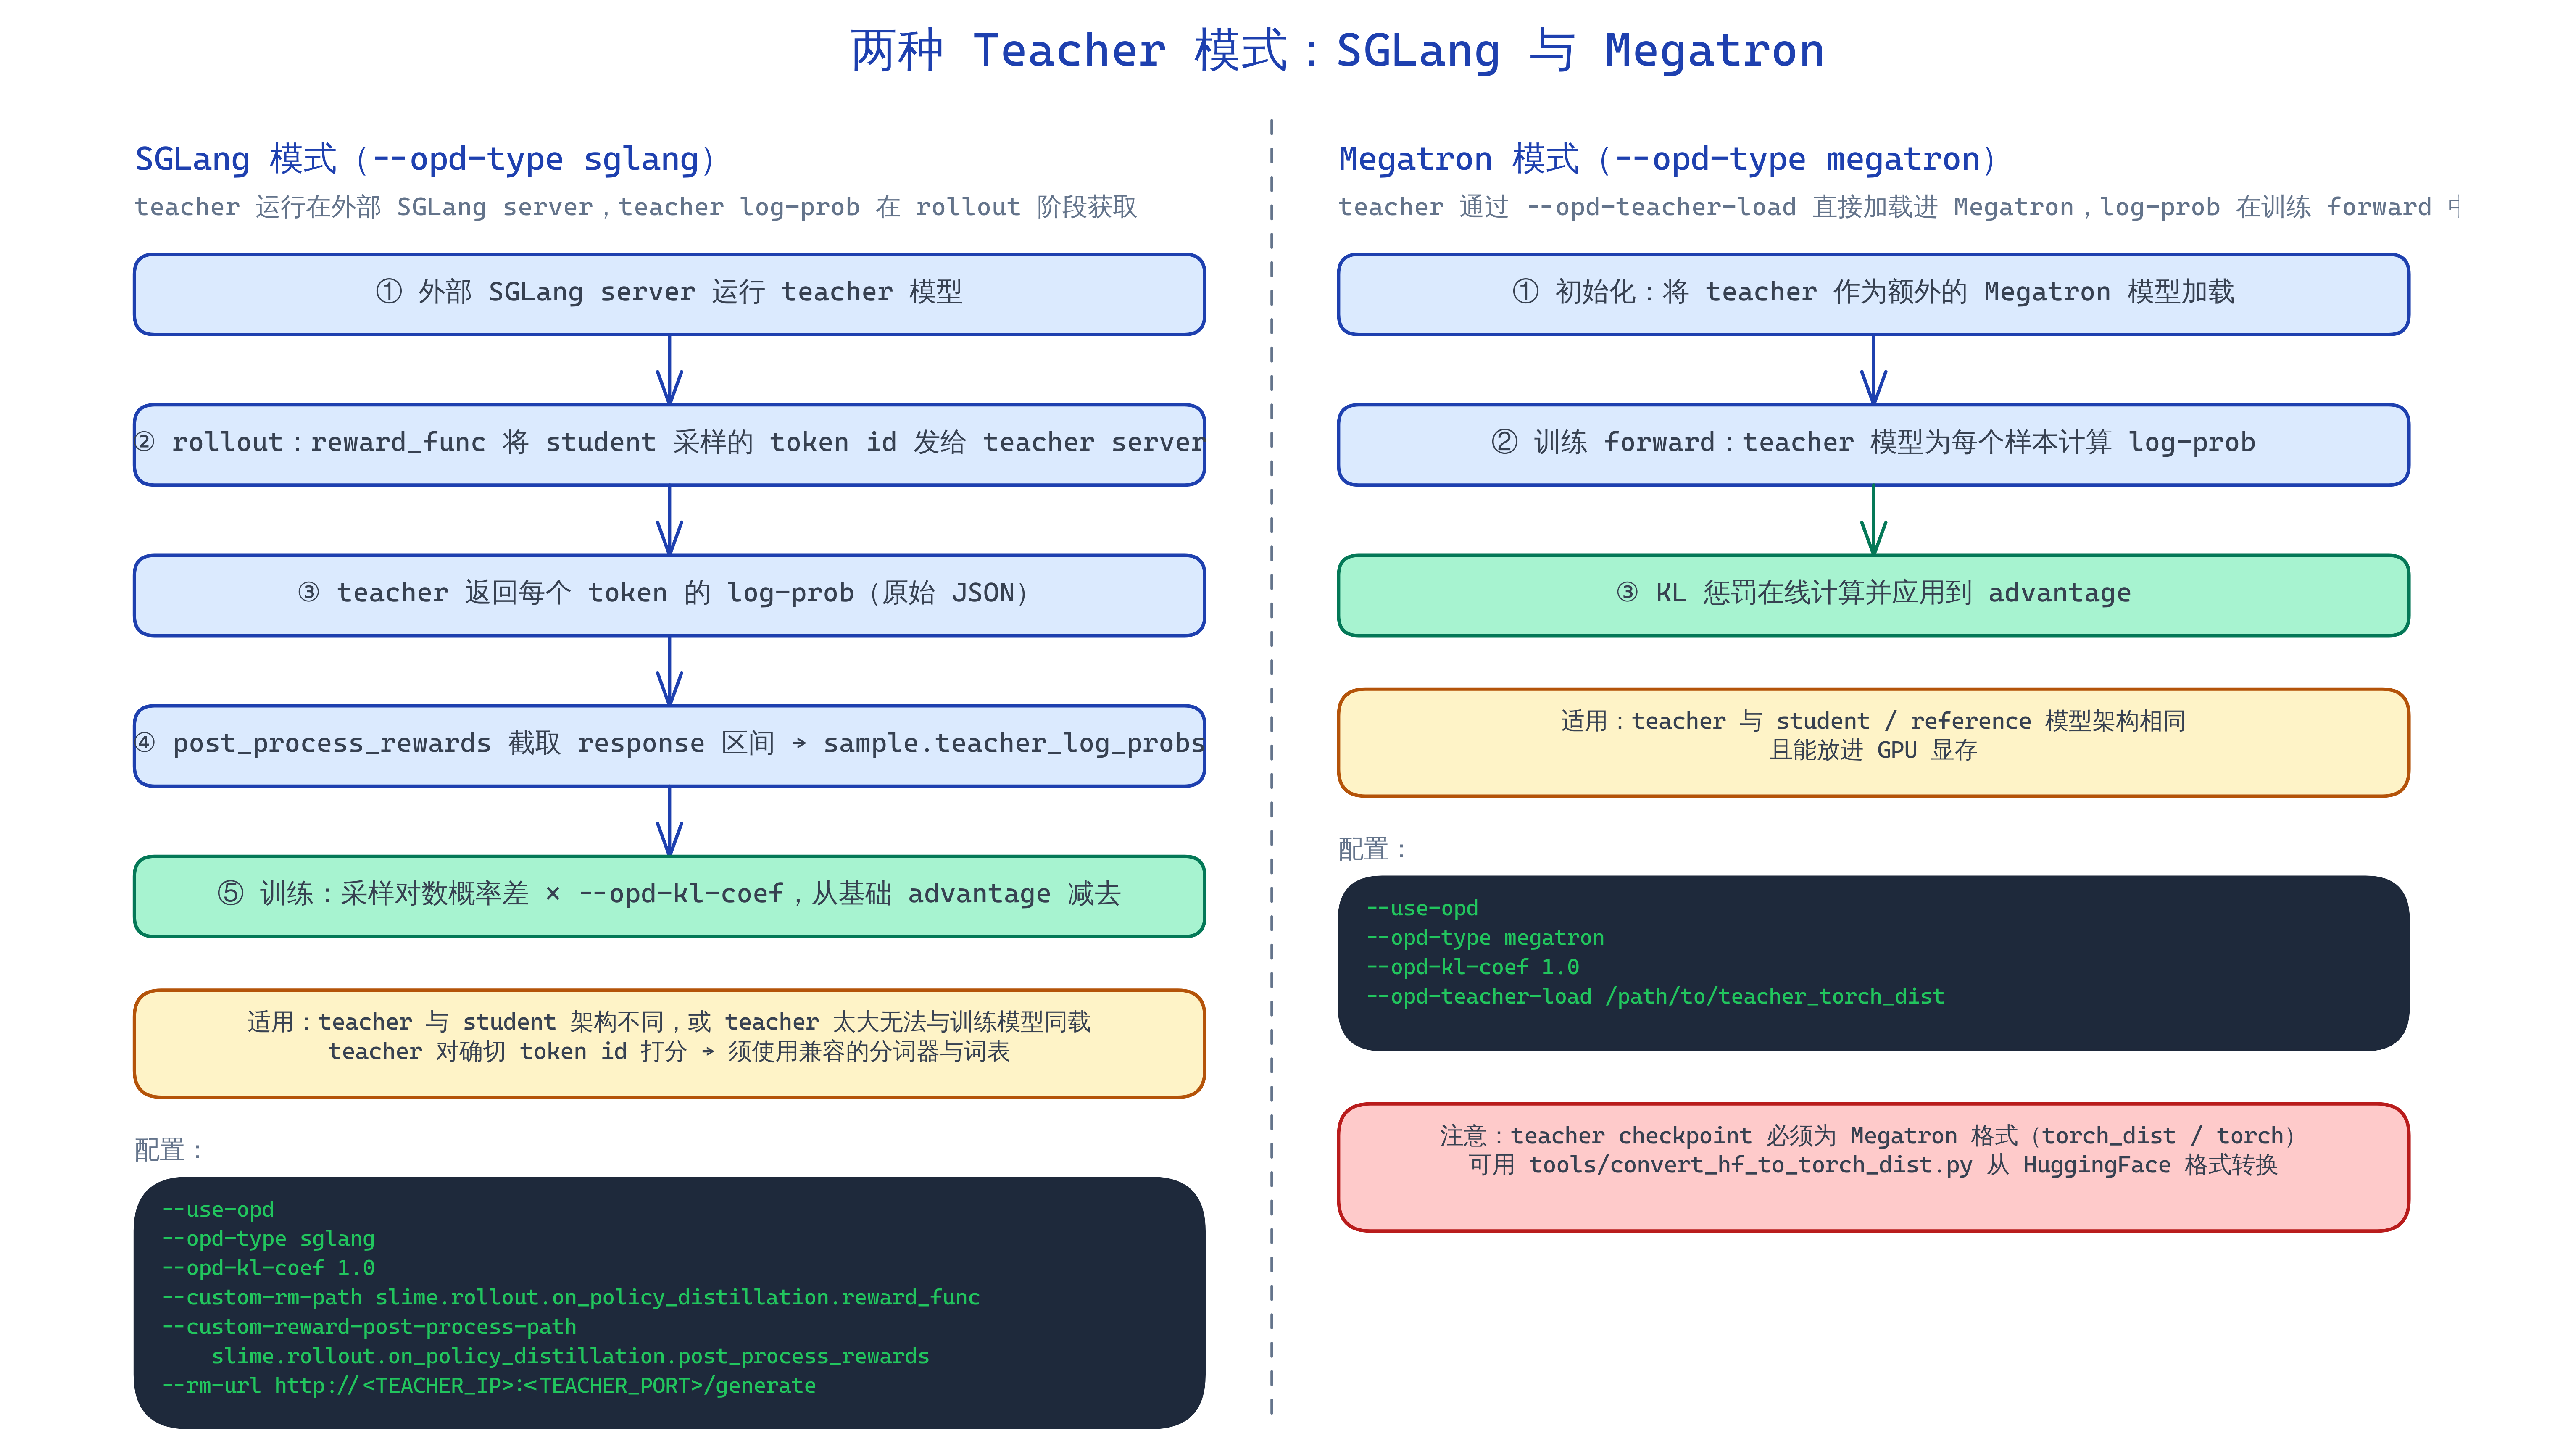 两种 Teacher 模式：SGLang 与 Megatron
SGLang 模式（--opd-type sglang）
teacher 运行在外部 SGLang server，teacher log-prob 在 rollout 阶段获取
① 外部 SGLang server 运行 teacher 模型
② rollout：reward_func 将 student 采样的 token id 发给 teacher server
③ teacher 返回每个 token 的 log-prob（原始 JSON）
④ post_process_rewards 截取 response 区间 → sample.teacher_log_probs
⑤ 训练：采样对数概率差 × --opd-kl-coef，从基础 advantage 减去
适用：teacher 与 student 架构不同，或 teacher 太大无法与训练模型同载
teacher 对确切 token id 打分 → 须使用兼容的分词器与词表
配置：
--use-opd
--opd-type sglang
--opd-kl-coef 1.0
--custom-rm-path slime.rollout.on_policy_distillation.reward_func
--custom-reward-post-process-path
slime.rollout.on_policy_distillation.post_process_rewards
--rm-url http://<TEACHER_IP>:<TEACHER_PORT>/generate
Megatron 模式（--opd-type megatron）
teacher 通过 --opd-teacher-load 直接加载进 Megatron，log-prob 在训练 forward
① 初始化：将 teacher 作为额外的 Megatron 模型加载
② 训练 forward：teacher 模型为每个样本计算 log-prob
③ KL 惩罚在线计算并应用到 advantage
适用：teacher 与 student / reference 模型架构相同
且能放进 GPU 显存
配置：
--use-opd
--opd-type megatron
--opd-kl-coef 1.0
--opd-teacher-load /path/to/teacher_torch_dist
注意：teacher checkpoint 必须为 Megatron 格式（torch_dist / torch）
可用 tools/convert_hf_to_torch_dist.py 从 HuggingFace 格式转换